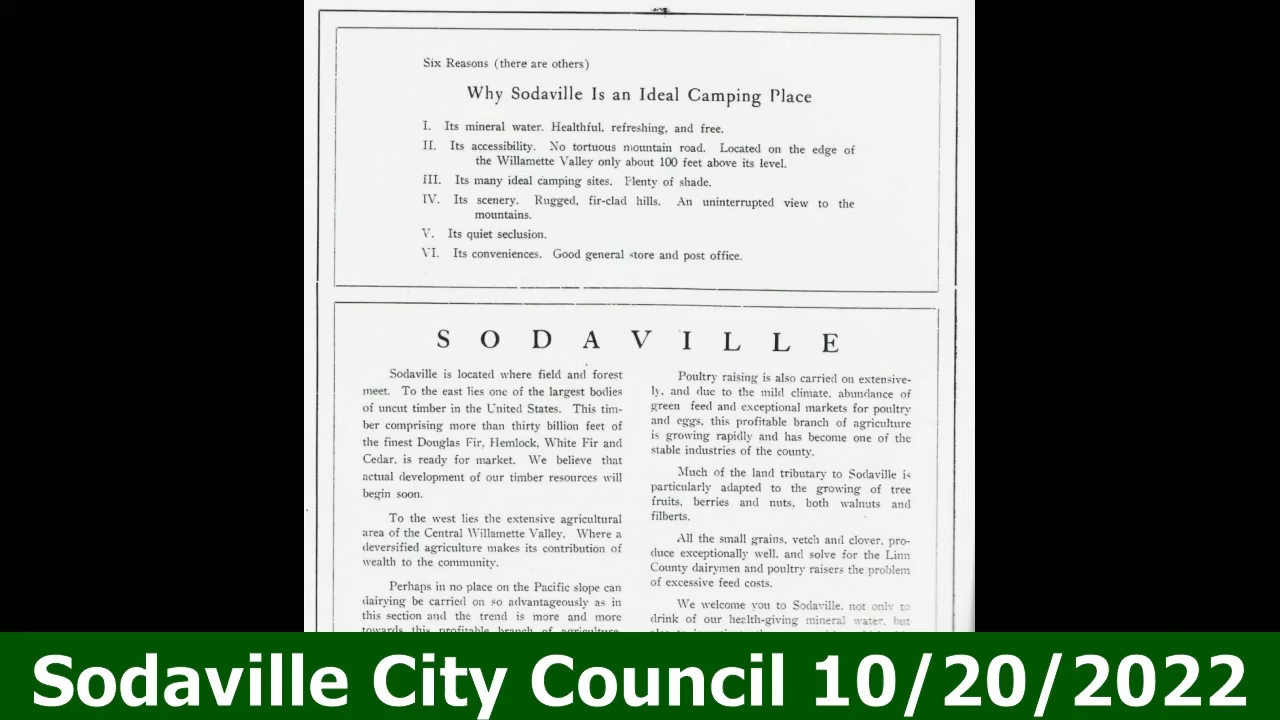 Six Reasons (there are others)
Why Sodaville Is an Ideal Camping Place
I. Its mineral water. Healthful, refreshing, and free.
II. Its accessibility. No tortuous mountain road. Located on the edge of
the Willamette Valley only about 100 feet above its level.
III. Its many ideal camping sites. Plenty of shade.
IV. Its scenery. Rugged, fir-clad hills. An uninterrupted view to the
mountains.
V. Its quiet seclusion.
VI. Its conveniences. Good general store and post office.
SODAVILLE
Sodaville is located where field and forest
meet. To the east lies one of the largest bodies
of uncut timber in the United States. This tim-
ber comprising more than thirty billion feet of
the finest Douglas Fir, Hemlock, White Fir and
Cedar, is ready for market. We believe that
actual development of our timber resources will
begin soon.
To the west lies the extensive agricultural
area of the Central Willamette Valley. Where a
deversified agriculture makes its contribution of
wealth to the community.
Perhaps in no place on the Pacific slope can
dairying be carried on so advantageously as in
this section and the trend is more and more
towards this profitable branch of agriculture.
Poultry raising is also carried on extensive-
ly, and due to the mild climate, abundance of
green feed and exceptional markets for poultry
and eggs, this profitable branch of agriculture
is growing rapidly and has become one of the
stable industries of the county.
Much of the land tributary to Sodaville is
particularly adapted to the growing of tree
fruits, berries and nuts, both walnuts and
filberts.
All the small grains, vetch and clover, pro-
duce exceptionally well, and solve for the Linn
County dairymen and poultry raisers the problem
of excessive feed costs.
We welcome you to Sodaville, not only to
drink of our health-giving mineral water, but
Sodaville City Council 10/20/2022